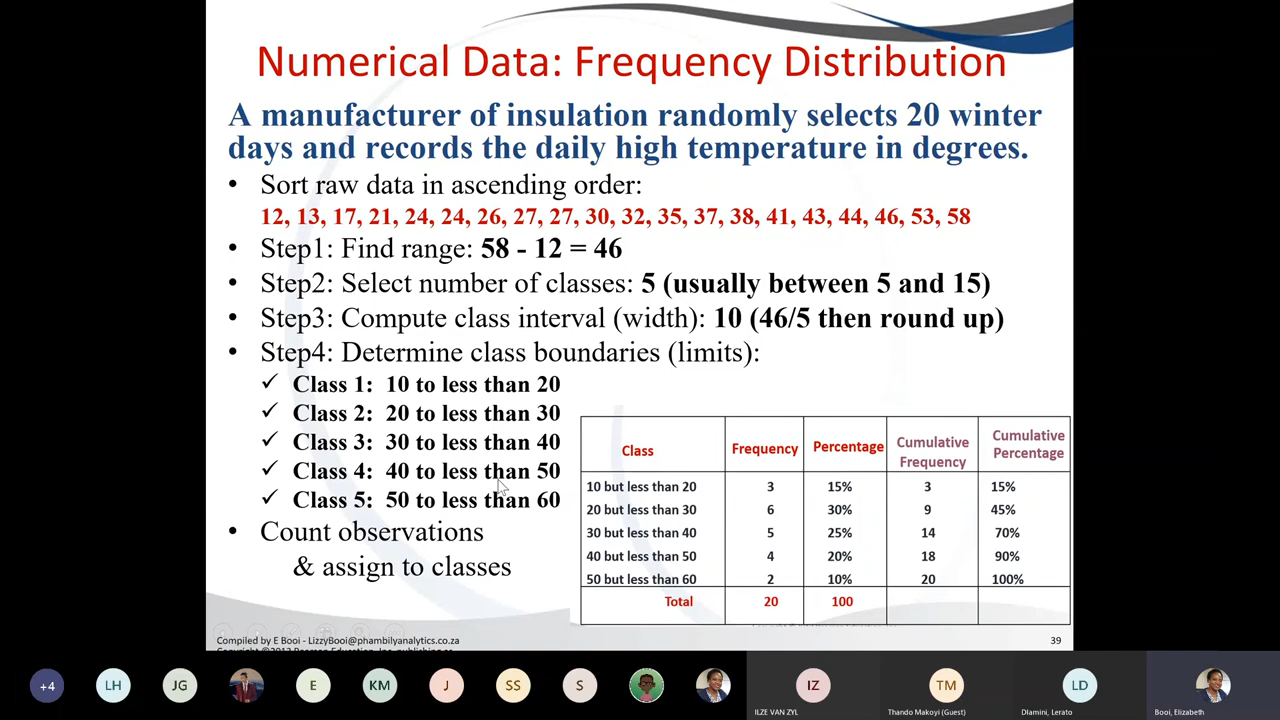 Numerical Data: Frequency Distribution
A manufacturer of insulation randomly selects 20 winter
days and records the daily high temperature in degrees.
• Sort raw data in ascending order:
12, 13, 17, 21, 24, 24, 26, 27, 27, 30, 32, 35, 37, 38, 41, 43, 44, 46, 53, 58
• Step1: Find range: 58 - 12 = 46
• Step2: Select number of classes: 5 (usually between 5 and 15)
• Step3: Compute class interval (width): 10 (46/5 then round up)
• Step4: Determine class boundaries (limits):
✓ Class 1: 10 to less than 20
✓ Class 2: 20 to less than 30
✓ Class 3: 30 to less than 40
✓ Class 4: 40 to less than 50
✓ Class 5: 50 to less than 60
• Count observations
& assign to classes
Class Frequency Percentage Cumulative Frequency Cumulative Percentage
10 but less than 20 3 15% 3 15%
20 but less than 30 6 30% 9 45%
30 but less than 40 5 25% 14 70%
40 but less than 50 4 20% 18 90%
50 but less than 60 2 10% 20 100%
Total 20 100
Compiled by E Booi - LizzyBooi@phambilyanalytics.co.za
39
+4 LH JG E KM J SS S IZ TM LD
ILZE VAN ZYL Thando Makoyi (Guest) Dlamini, Lerato Booi, Elizabeth